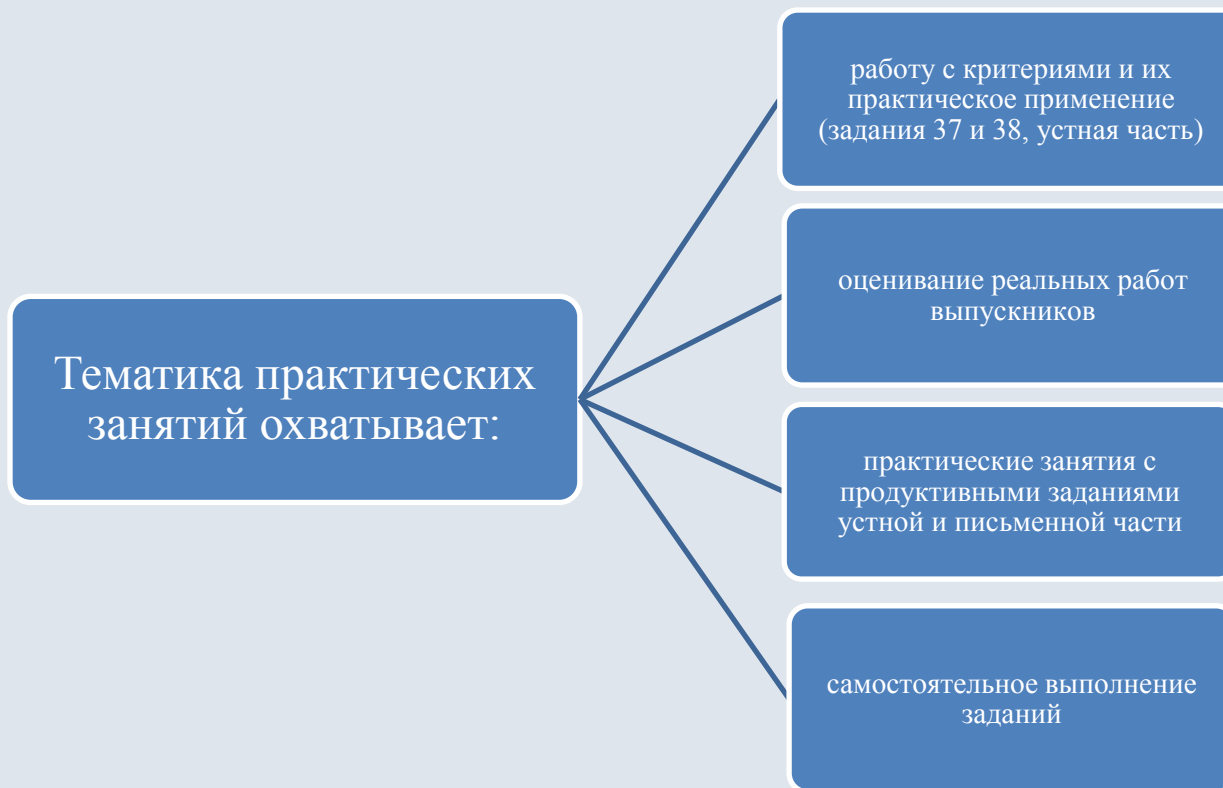 Тематика практических
занятий охватывает:
работу с критериями и их
практическое применение
(задания 37 и 38, устная часть)
оценивание реальных работ
выпускников
практические занятия с
продуктивными заданиями
устной и письменной части
самостоятельное выполнение
заданий